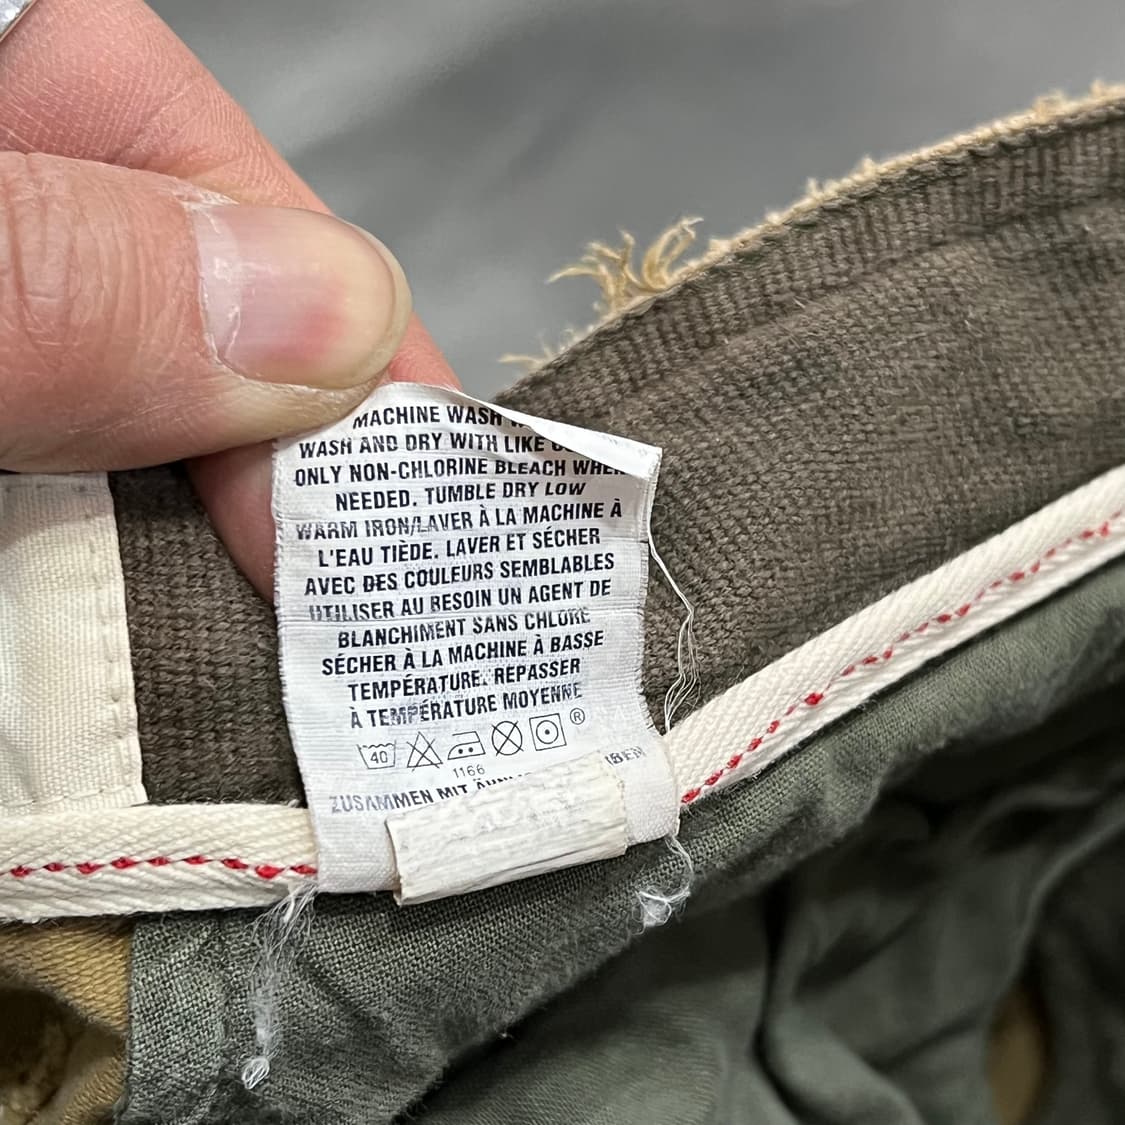 MACHINE WASH
WASH AND DRY WITH LIKE
ONLY NON-CHLORINE BLEACH WHEN
NEEDED. TUMBLE DRY LOW
WARM IRON/LAVER À LA MACHINE À
L'EAU TIÈDE. LAVER ET SÉCHER
AVEC DES COULEURS SEMBLABLES
UTILISER AU BESOIN UN AGENT DE
BLANCHIMENT SANS CHLORE
SÉCHER À LA MACHINE À BASSE
TEMPÉRATURE. REPASSER
À TEMPÉRATURE MOYENNE
40 ®
1166
ZUSAMMEN MIT